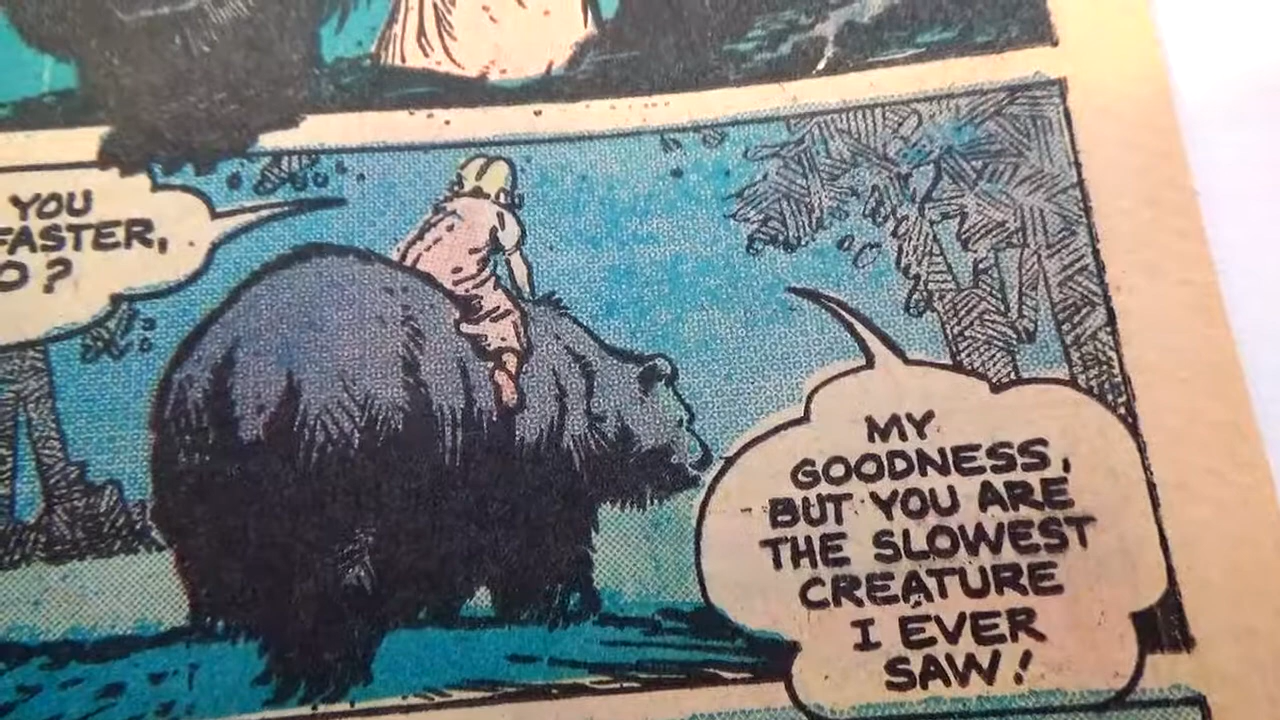 YOU
FASTER,
O?
MY
GOODNESS,
BUT YOU ARE
THE SLOWEST
CREATURE
I EVER
SAW!